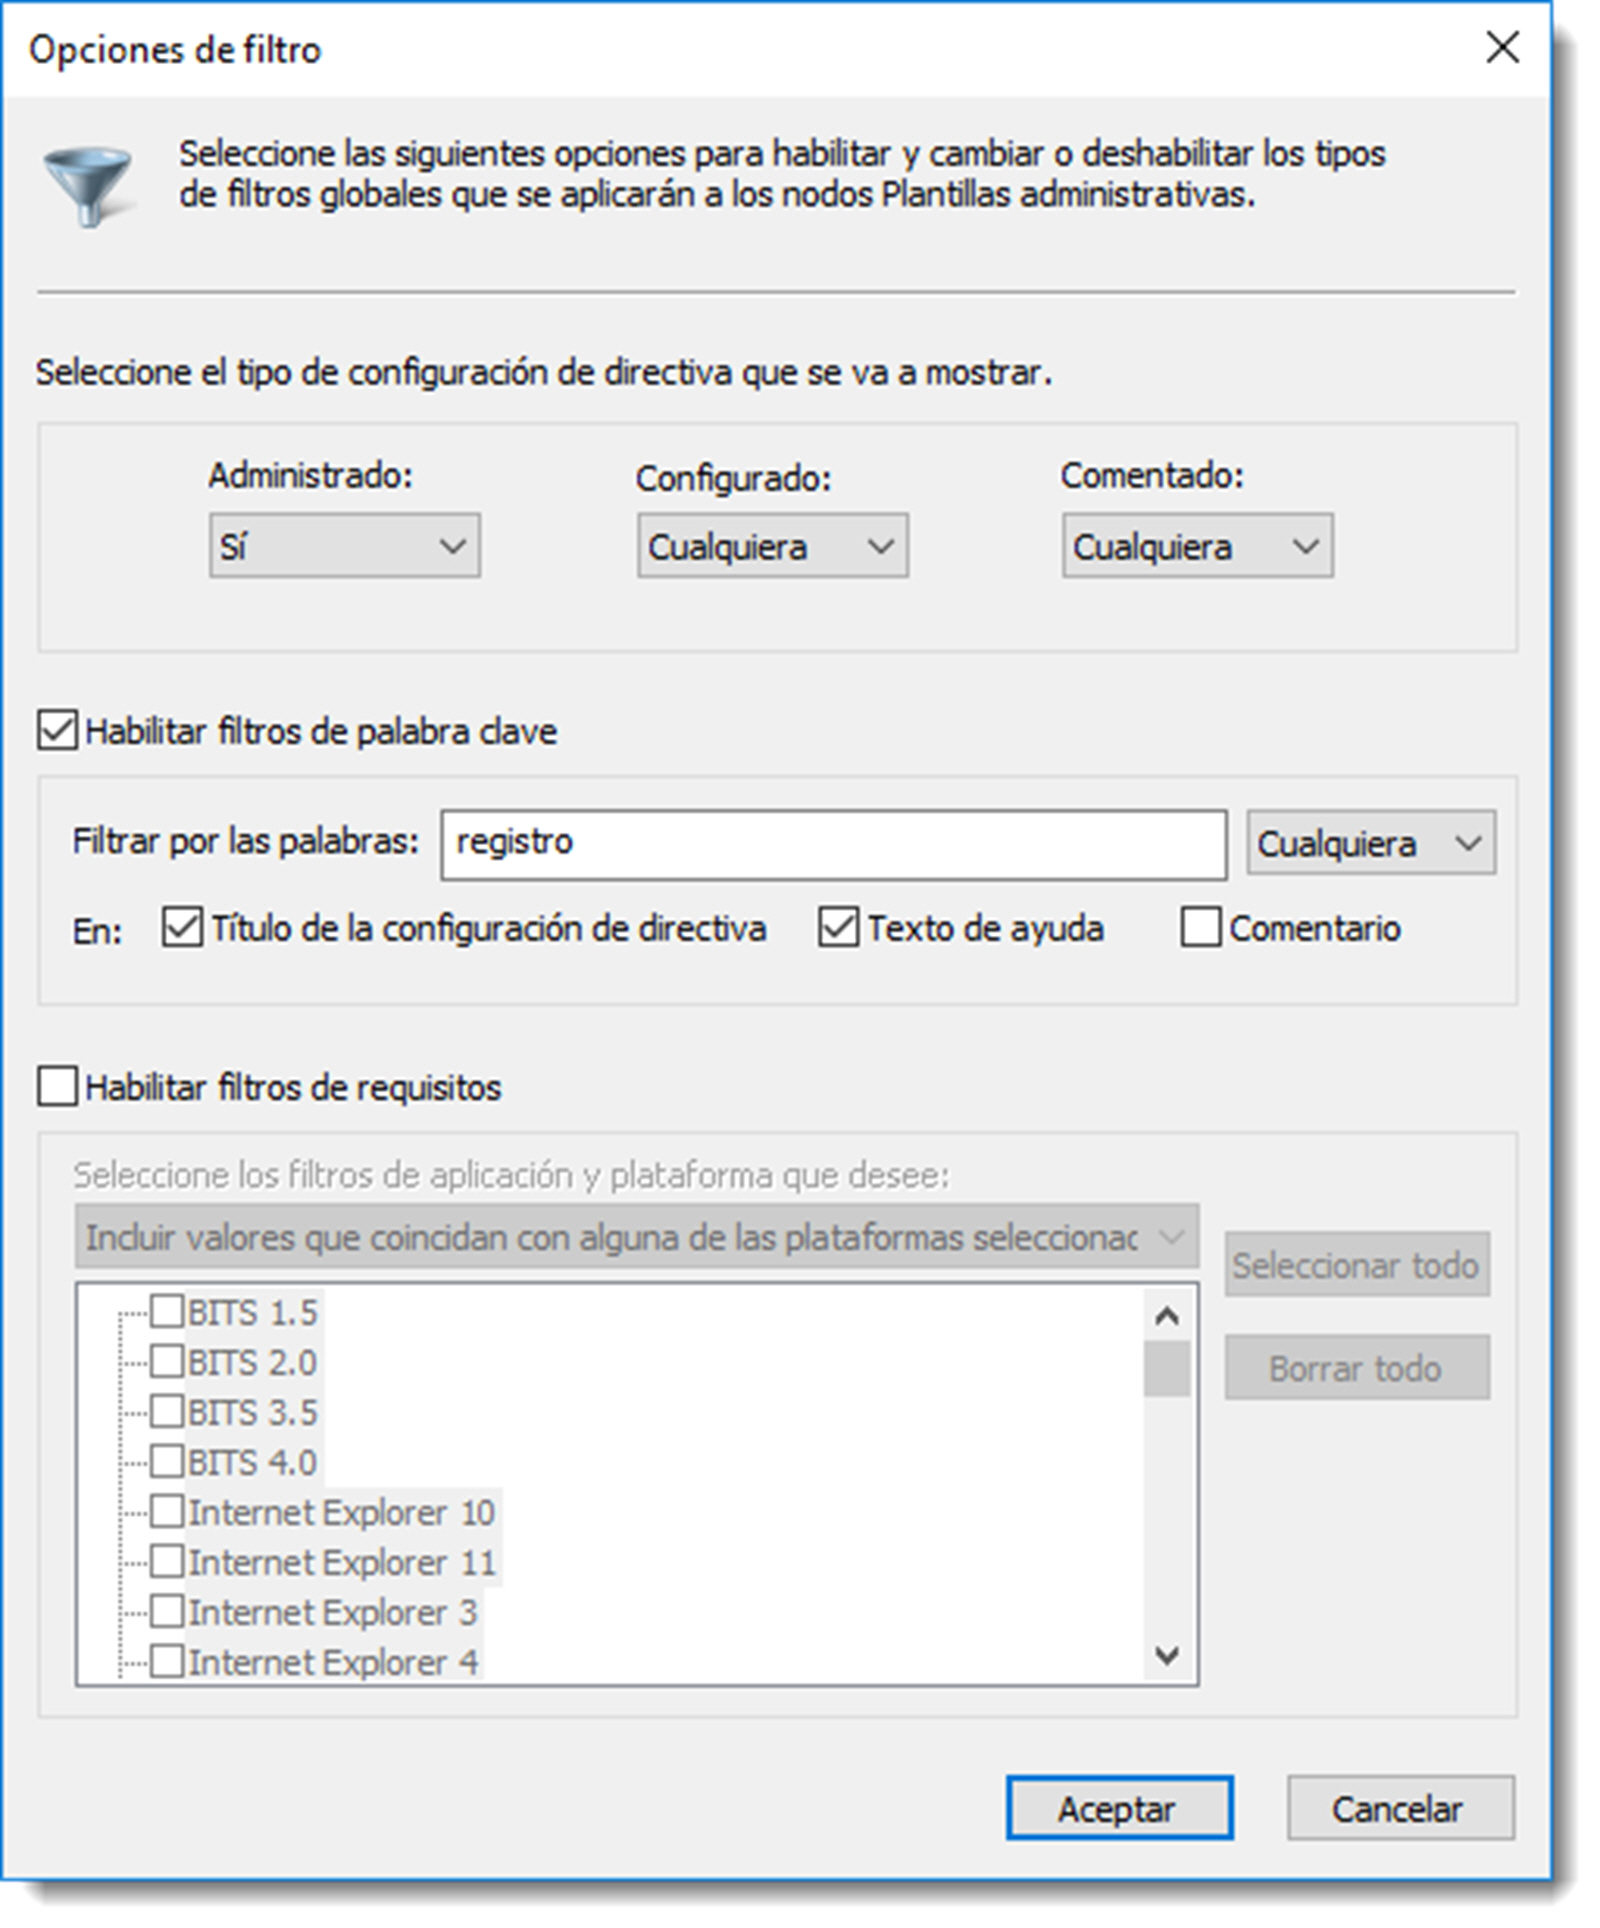 Opciones de filtro
Seleccione las siguientes opciones para habilitar y cambiar o deshabilitar los tipos
de filtros globales que se aplicarán a los nodos Plantillas administrativas.
Seleccione el tipo de configuración de directiva que se va a mostrar.
Administrado: Configurado: Comentado:
Sí Cualquiera Cualquiera
Habilitar filtros de palabra clave
Filtrar por las palabras: registro Cualquiera
En: Título de la configuración de directiva Texto de ayuda Comentario
Habilitar filtros de requisitos
Seleccione los filtros de aplicación y plataforma que desee:
Incluir valores que coincidan con alguna de las plataformas seleccionac
Seleccionar todo
Borrar todo
BITS 1.5
BITS 2.0
BITS 3.5
BITS 4.0
Internet Explorer 10
Internet Explorer 11
Internet Explorer 3
Internet Explorer 4
Aceptar Cancelar